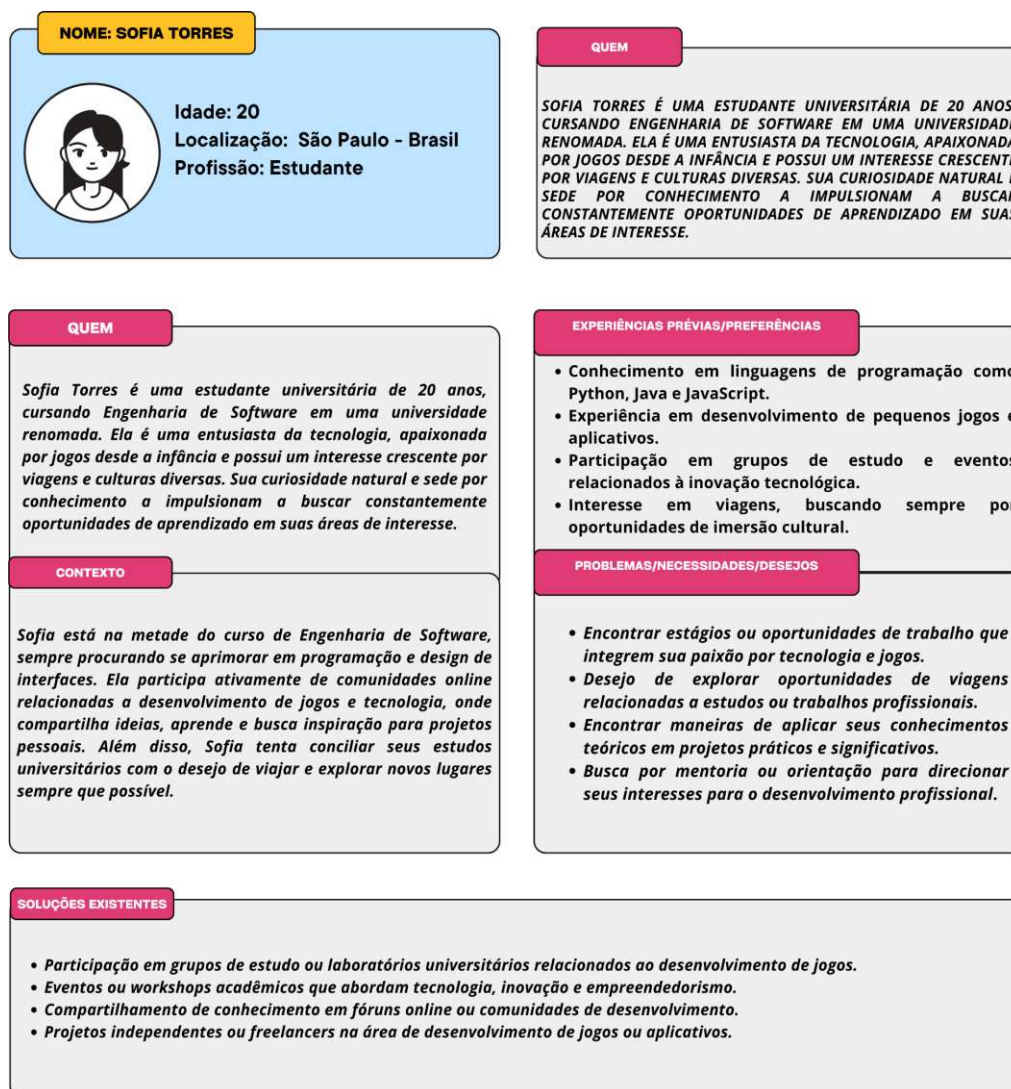 NOME: SOFIA TORRES
Idade: 20
Localização: São Paulo - Brasil
Profissão: Estudante
QUEM
SOFIA TORRES É UMA ESTUDANTE UNIVERSITÁRIA DE 20 ANOS
CURSANDO ENGENHARIA DE SOFTWARE EM UMA
RENOMADA. ELA É UMA ENTUSIASTA DA TECNOLOGIA, APAIXONADA
POR JOGOS DESDE A INFÂNCIA E POSSUI UM INTERESSE
POR VIAGENS E CULTURAS DIVERSAS. SUA CURIOSIDADE NATURAL
SEDE POR CONHECIMENTO A IMPULSIONAM A
CONSTANTEMENTE OPORTUNIDADES DE APRENDIZADO EM SUAS
ÁREAS DE INTERESSE.
QUEM
Sofia Torres é uma estudante universitária de 20 anos,
cursando Engenharia de Software em uma universidade
renomada. Ela é uma entusiasta da tecnologia, apaixonada
por jogos desde a infância e possui um interesse crescente por
viagens e culturas diversas. Sua curiosidade natural e sede por
conhecimento a impulsionam a buscar constantemente
oportunidades de aprendizado em suas áreas de interesse.
CONTEXTO
Sofia está na metade do curso de Engenharia de Software,
sempre procurando se aprimorar em programação e design de
interfaces. Ela participa ativamente de comunidades online
relacionadas a desenvolvimento de jogos e tecnologia, onde
compartilha ideias, aprende e busca inspiração para projetos
pessoais. Além disso, Sofia tenta conciliar seus estudos
universitários com o desejo de viajar e explorar novos lugares
sempre que possível.
EXPERIÊNCIAS PRÉVIAS/PREFERÊNCIAS
• Conhecimento em linguagens de programação como
Python, Java e JavaScript.
• Experiência em desenvolvimento de pequenos jogos e
aplicativos.
• Participação em grupos de estudo e eventos
relacionados à inovação tecnológica.
• Interesse em viagens, buscando sempre por
oportunidades de imersão cultural.
PROBLEMAS/NECESSIDADES/DESEJOS
• Encontrar estágios ou oportunidades de trabalho que
integrem sua paixão por tecnologia e jogos.
• Desejo de explorar oportunidades de viagens
relacionadas a estudos ou trabalhos profissionais.
• Encontrar maneiras de aplicar seus conhecimentos
teóricos em projetos práticos e significativos.
• Busca por mentoria ou orientação para direcionar
seus interesses para o desenvolvimento profissional.
SOLUÇÕES EXISTENTES
• Participação em grupos de estudo ou laboratórios universitários relacionados ao desenvolvimento de jogos.
• Eventos ou workshops acadêmicos que abordam tecnologia, inovação e empreendedorismo.
• Compartilhamento de conhecimento em fóruns online ou comunidades de desenvolvimento.
• Projetos independentes ou freelancers na área de desenvolvimento de jogos ou aplicativos.